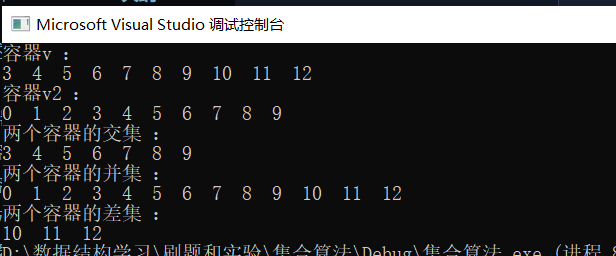 Microsoft Visual Studio 调试控制台
容器v :
3 4 5 6 7 8 9 10 11 12
容器v2 :
0 1 2 3 4 5 6 7 8 9
两个容器的交集 :
3 4 5 6 7 8 9
两个容器的并集 :
0 1 2 3 4 5 6 7 8 9 10 11 12
两个容器的差集 :
10 11 12
D:\数据结构学习\刷题和实验\集合算法\Debug\集合算法.exe (进程